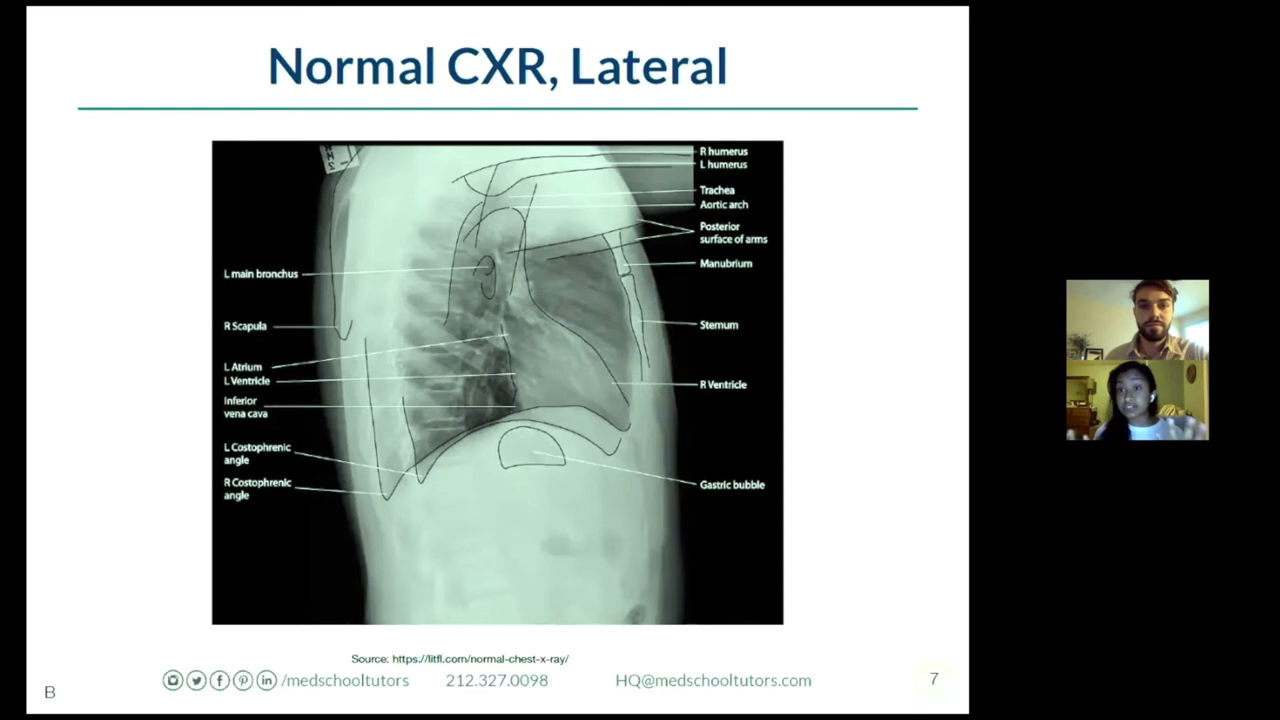 Normal CXR, Lateral
R humerus
L humerus
Trachea
Aortic arch
Posterior
surface of arms
Manubrium
Sternum
R Ventricle
Gastric bubble
L main bronchus
R Scapula
L Atrium
L Ventricle
Inferior
vena cava
L Costophrenic
angle
R Costophrenic
angle
Source: https://litfl.com/normal-chest-x-ray/
B
/medschooltutors
212.327.0098
HQ@medschooltutors.com
7